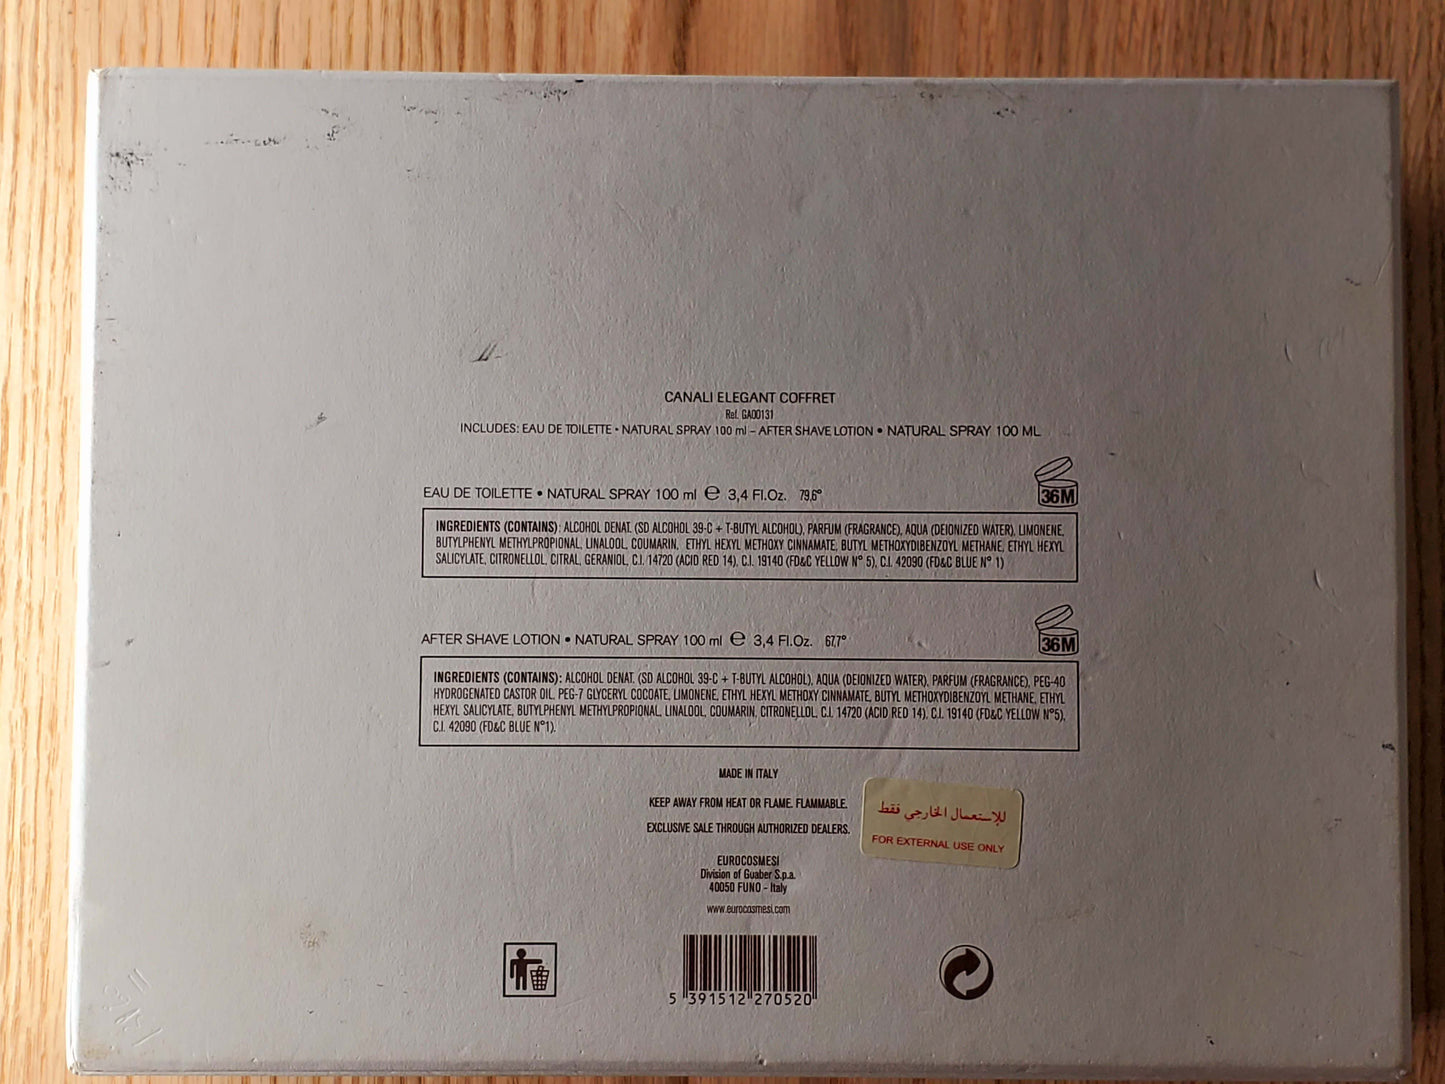 CANALI ELEGANT COFFRET
Ref. GA00131
INCLUDES: EAU DE TOILETTE • NATURAL SPRAY 100 ml – AFTER SHAVE LOTION • NATURAL SPRAY 100 ML
EAU DE TOILETTE • NATURAL SPRAY 100 ml ℮ 3,4 Fl.Oz. 79,6°
36M
INGREDIENTS (CONTAINS): ALCOHOL DENAT. (SD ALCOHOL 39-C + T-BUTYL ALCOHOL), PARFUM (FRAGRANCE), AQUA (DEIONIZED WATER), LIMONENE,
BUTYLPHENYL METHYLPROPIONAL, LINALOOL, COUMARIN, ETHYL HEXYL METHOXY CINNAMATE, BUTYL METHOXYDIBENZOYL METHANE, ETHYL HEXYL
SALICYLATE, CITRONELLOL, CITRAL, GERANIOL, C.I. 14720 (ACID RED 14), C.I. 19140 (FD&C YELLOW N° 5), C.I. 42090 (FD&C BLUE N° 1)
AFTER SHAVE LOTION • NATURAL SPRAY 100 ml ℮ 3,4 Fl.Oz. 67,7°
36M
INGREDIENTS (CONTAINS): ALCOHOL DENAT. (SD ALCOHOL 39-C + T-BUTYL ALCOHOL), AQUA (DEIONIZED WATER), PARFUM (FRAGRANCE), PEG-40
HYDROGENATED CASTOR OIL, PEG-7 GLYCERYL COCOATE, LIMONENE, ETHYL HEXYL METHOXY CINNAMATE, BUTYL METHOXYDIBENZOYL METHANE, ETHYL
HEXYL SALICYLATE, BUTYLPHENYL METHYLPROPIONAL, LINALOOL, COUMARIN, CITRONELLOL, C.I. 14720 (ACID RED 14), C.I. 19140 (FD&C YELLOW N°5),
C.I. 42090 (FD&C BLUE N°1).
MADE IN ITALY
KEEP AWAY FROM HEAT OR FLAME. FLAMMABLE.
EXCLUSIVE SALE THROUGH AUTHORIZED DEALERS.
للإستعمال الخارجي فقط
FOR EXTERNAL USE ONLY
EUROCOSMESI
Division of Guaber S.p.a.
40050 FUNO - Italy
www.eurocosmesi.com
5 391512 270520